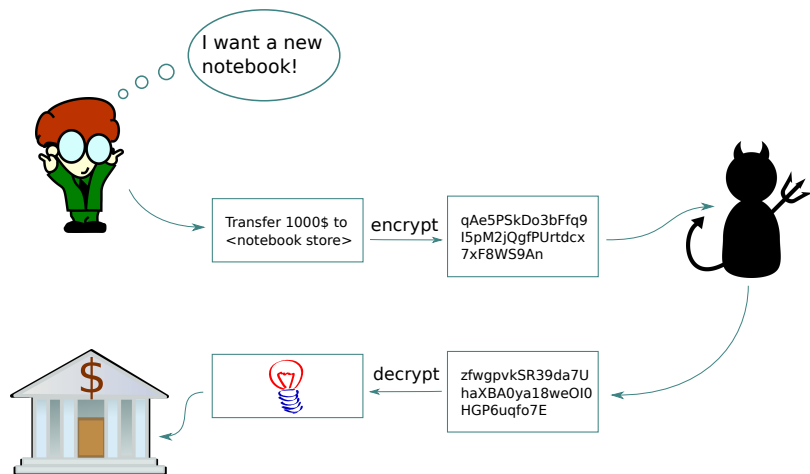 I want a new
notebook!
Transfer 1000$ to
<notebook store>
encrypt
qAe5PSkDo3bFfq9
I5pM2jQgfPUrtdcx
7xF8WS9An
$
decrypt
zfwgpvkSR39da7U
haXBA0ya18weOI0
HGP6uqfo7E